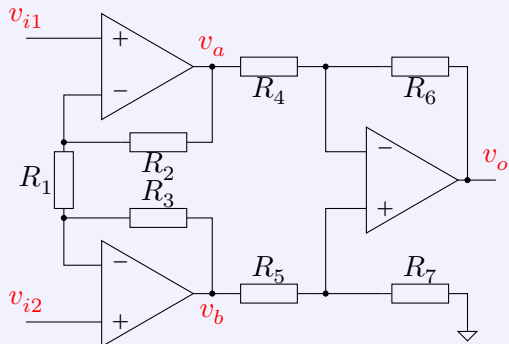 v_{i1}
+
v_a
R_4
R_6
−
R_2
R_1
R_3
−
v_o
+
−
R_5
R_7
v_{i2}
+
v_b